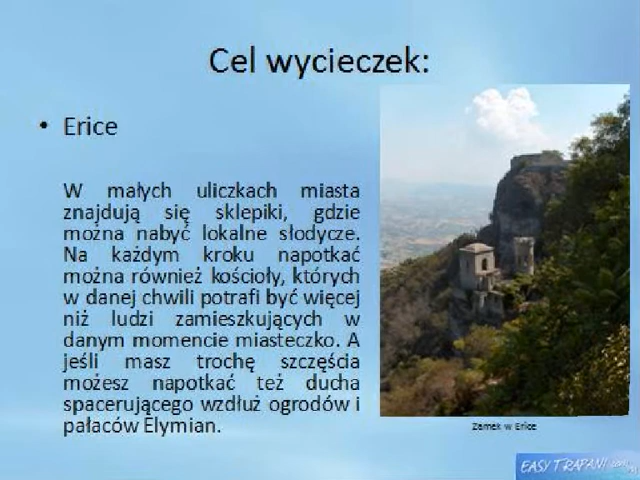 Cel wycieczek:
• Erice
W małych uliczkach miasta
znajdują się sklepiki, gdzie
można nabyć lokalne słodycze.
Na każdym kroku napotkać
można również kościoły, których
w danej chwili potrafi być więcej
niż ludzi zamieszkujących w
danym momencie miasteczko. A
jeśli masz trochę szczęścia
możesz napotkać też ducha
spacerującego wzdłuż ogrodów i
pałaców Elymian.
Zamek w Erice
EASY TRAPANI